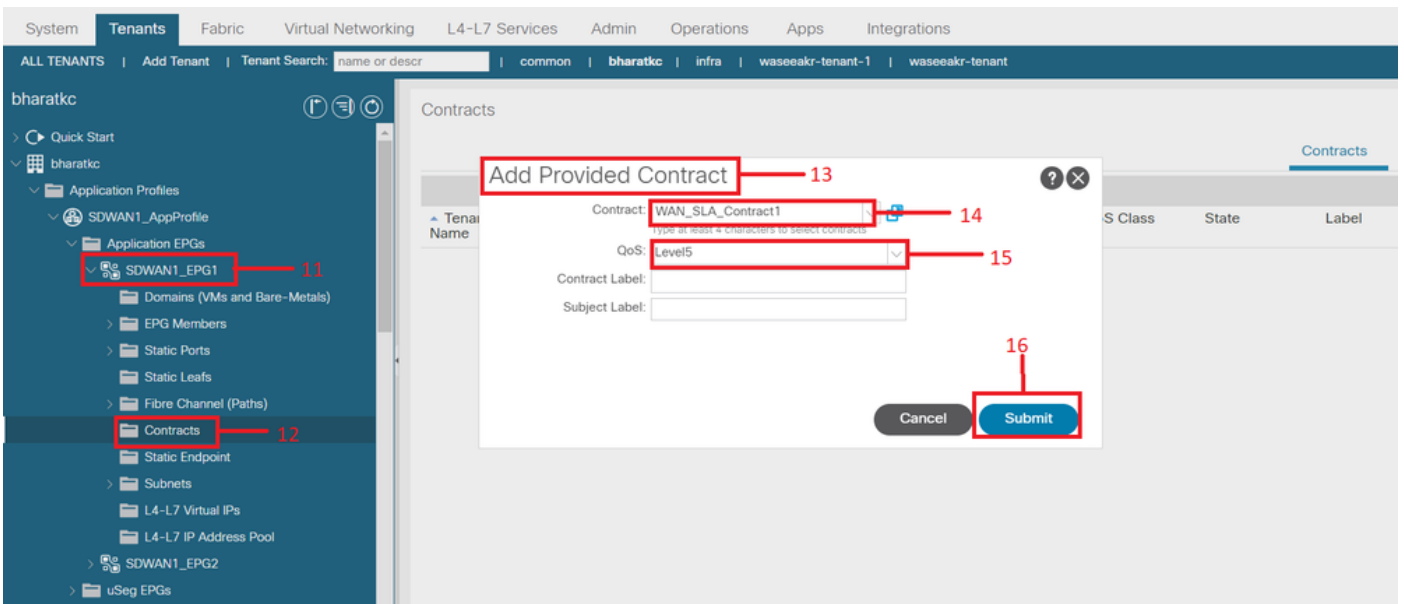 System Tenants Fabric Virtual Networking L4-L7 Services Admin Operations Apps Integrations
ALL TENANTS | Add Tenant | Tenant Search: name or descr | common | bharatkc | infra | waseeakr-tenant-1 | waseeakr-tenant
bharatkc
Quick Start
bharatkc
Application Profiles
SDWAN1_AppProfile
Application EPGs
SDWAN1_EPG1 11
Domains (VMs and Bare-Metals)
EPG Members
Static Ports
Static Leafs
Fibre Channel (Paths)
Contracts 12
Static Endpoint
Subnets
L4-L7 Virtual IPs
L4-L7 IP Address Pool
SDWAN1_EPG2
uSeg EPGs
Contracts
Contracts
Tenan
Name
S Class State Label
Add Provided Contract 13
Contract: WAN_SLA_Contract1 14
Type at least 4 characters to select contracts
QoS: Level5 15
Contract Label:
Subject Label:
16
Cancel Submit